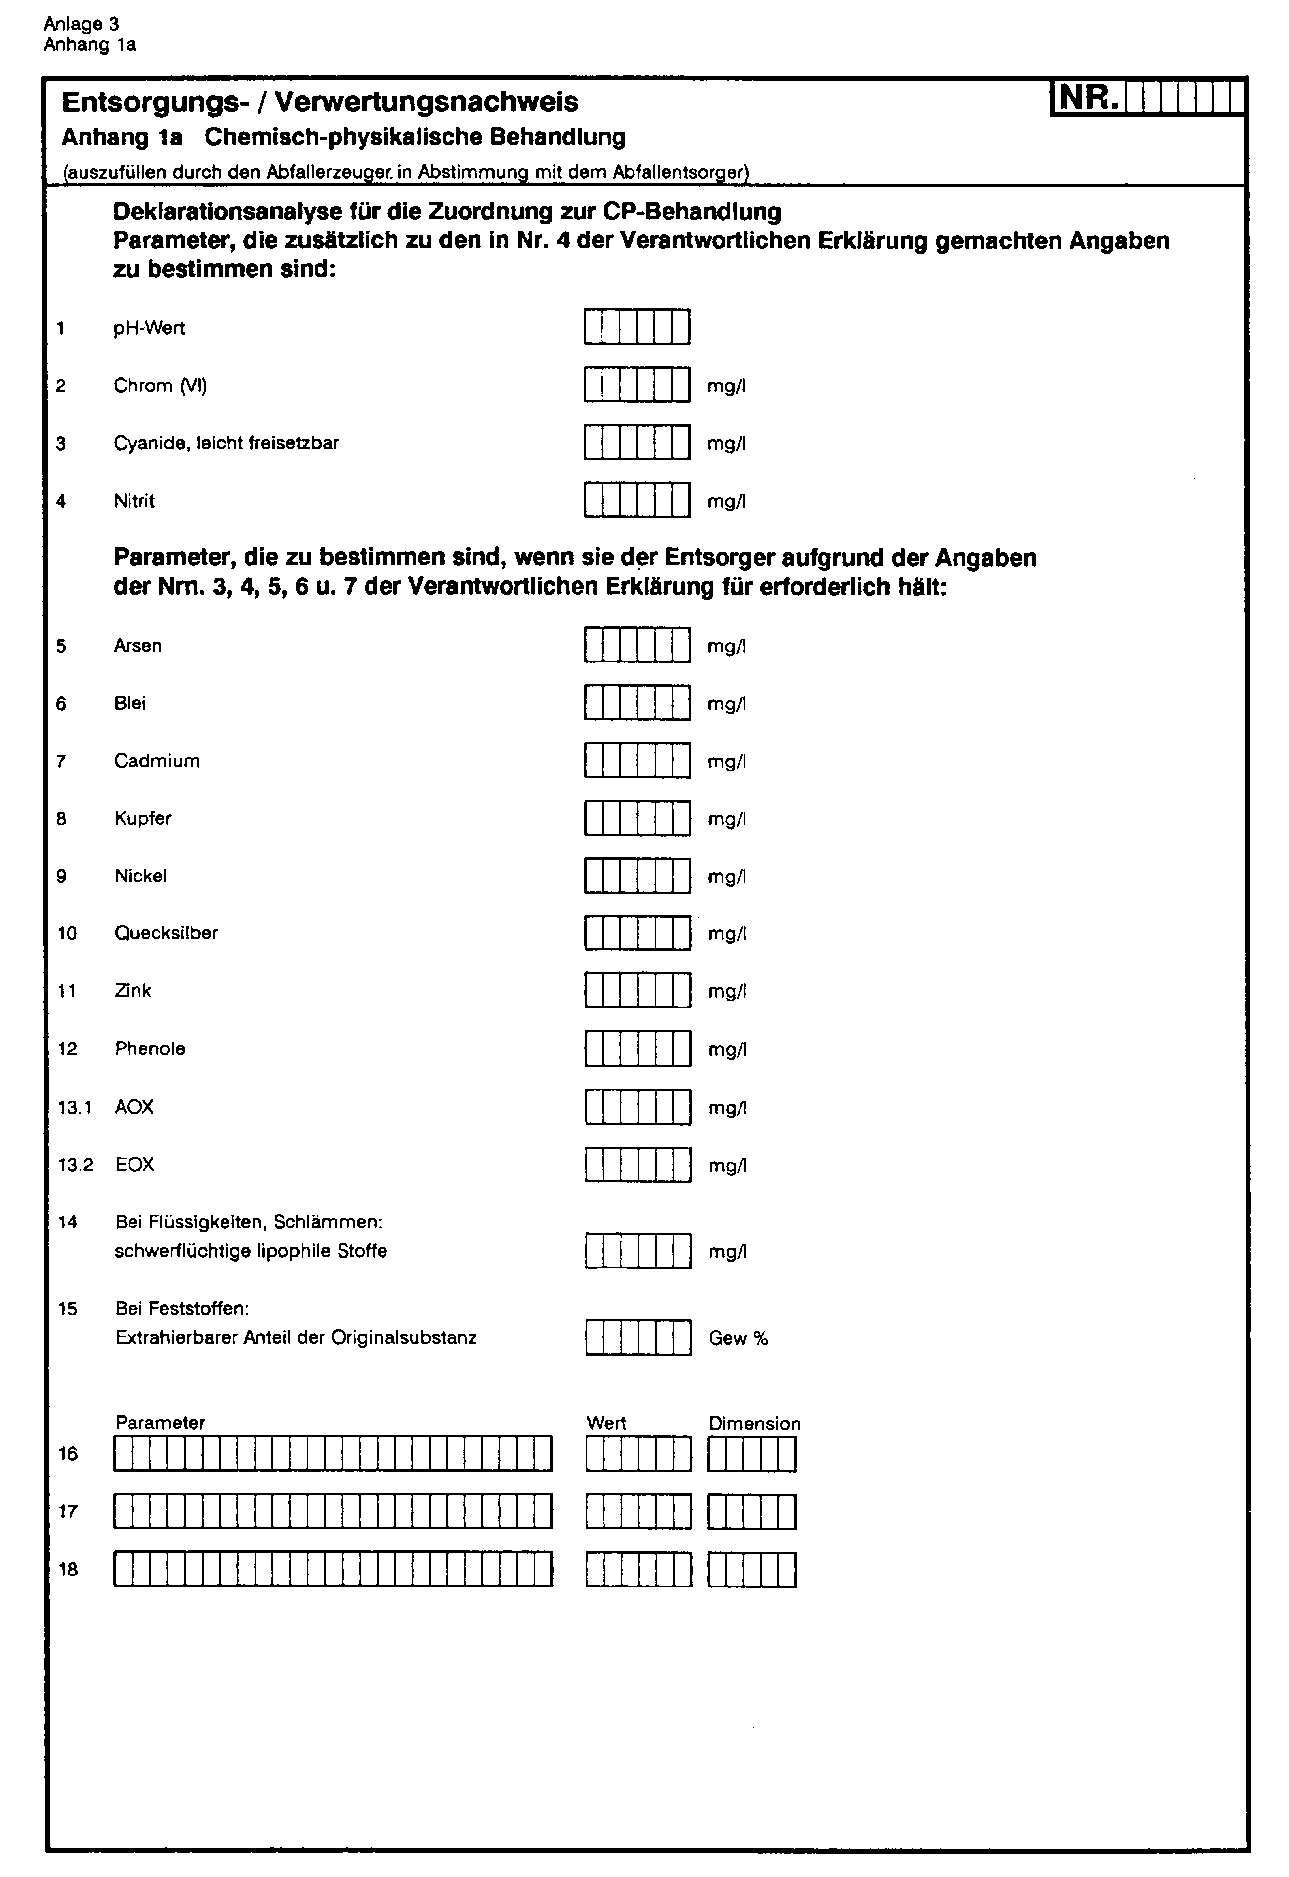 Anlage 3
Anhang 1a
Entsorgungs- / Verwertungsnachweis
NR.
Anhang 1a Chemisch-physikalische Behandlung
(auszufüllen durch den Abfallerzeuger in Abstimmung mit dem Abfallentsorger)
Deklarationsanalyse für die Zuordnung zur CP-Behandlung
Parameter, die zusätzlich zu den in Nr. 4 der Verantwortlichen Erklärung gemachten Angaben
zu bestimmen sind:
1 pH-Wert
2 Chrom (VI) mg/l
3 Cyanide, leicht freisetzbar mg/l
4 Nitrit mg/l
Parameter, die zu bestimmen sind, wenn sie der Entsorger aufgrund der Angaben
der Nrn. 3, 4, 5, 6 u. 7 der Verantwortlichen Erklärung für erforderlich hält:
5 Arsen mg/l
6 Blei mg/l
7 Cadmium mg/l
8 Kupfer mg/l
9 Nickel mg/l
10 Quecksilber mg/l
11 Zink mg/l
12 Phenole mg/l
13.1 AOX mg/l
13.2 EOX mg/l
14 Bei Flüssigkeiten, Schlämmen:
schwerflüchtige lipophile Stoffe mg/l
15 Bei Feststoffen:
Extrahierbarer Anteil der Originalsubstanz Gew %
Parameter Wert Dimension
16
17
18